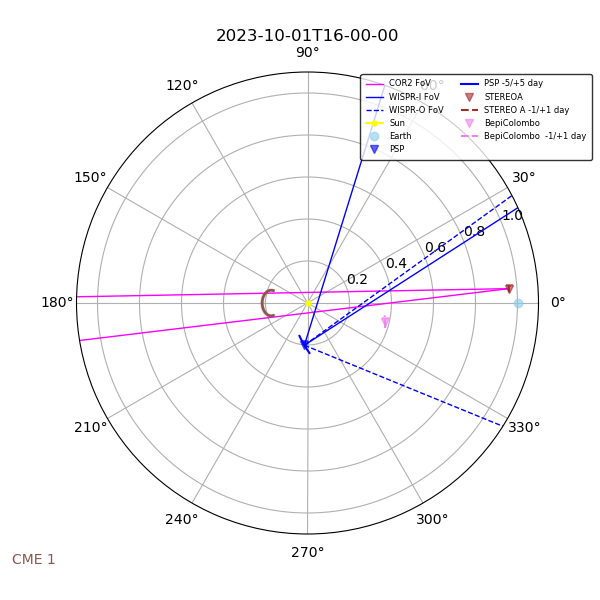 2023-10-01T16-00-00
90°
120°
60°
COR2 FoV
WISPR-I FoV
WISPR-O FoV
Sun
Earth
PSP
PSP -5/+5 day
STEREOA
STEREO A -1/+1 day
BepiColombo
BepiColombo -1/+1 day
150°
30°
1.0
0.8
0.6
0.4
0.2
180°
0°
210°
330°
240°
300°
270°
CME 1